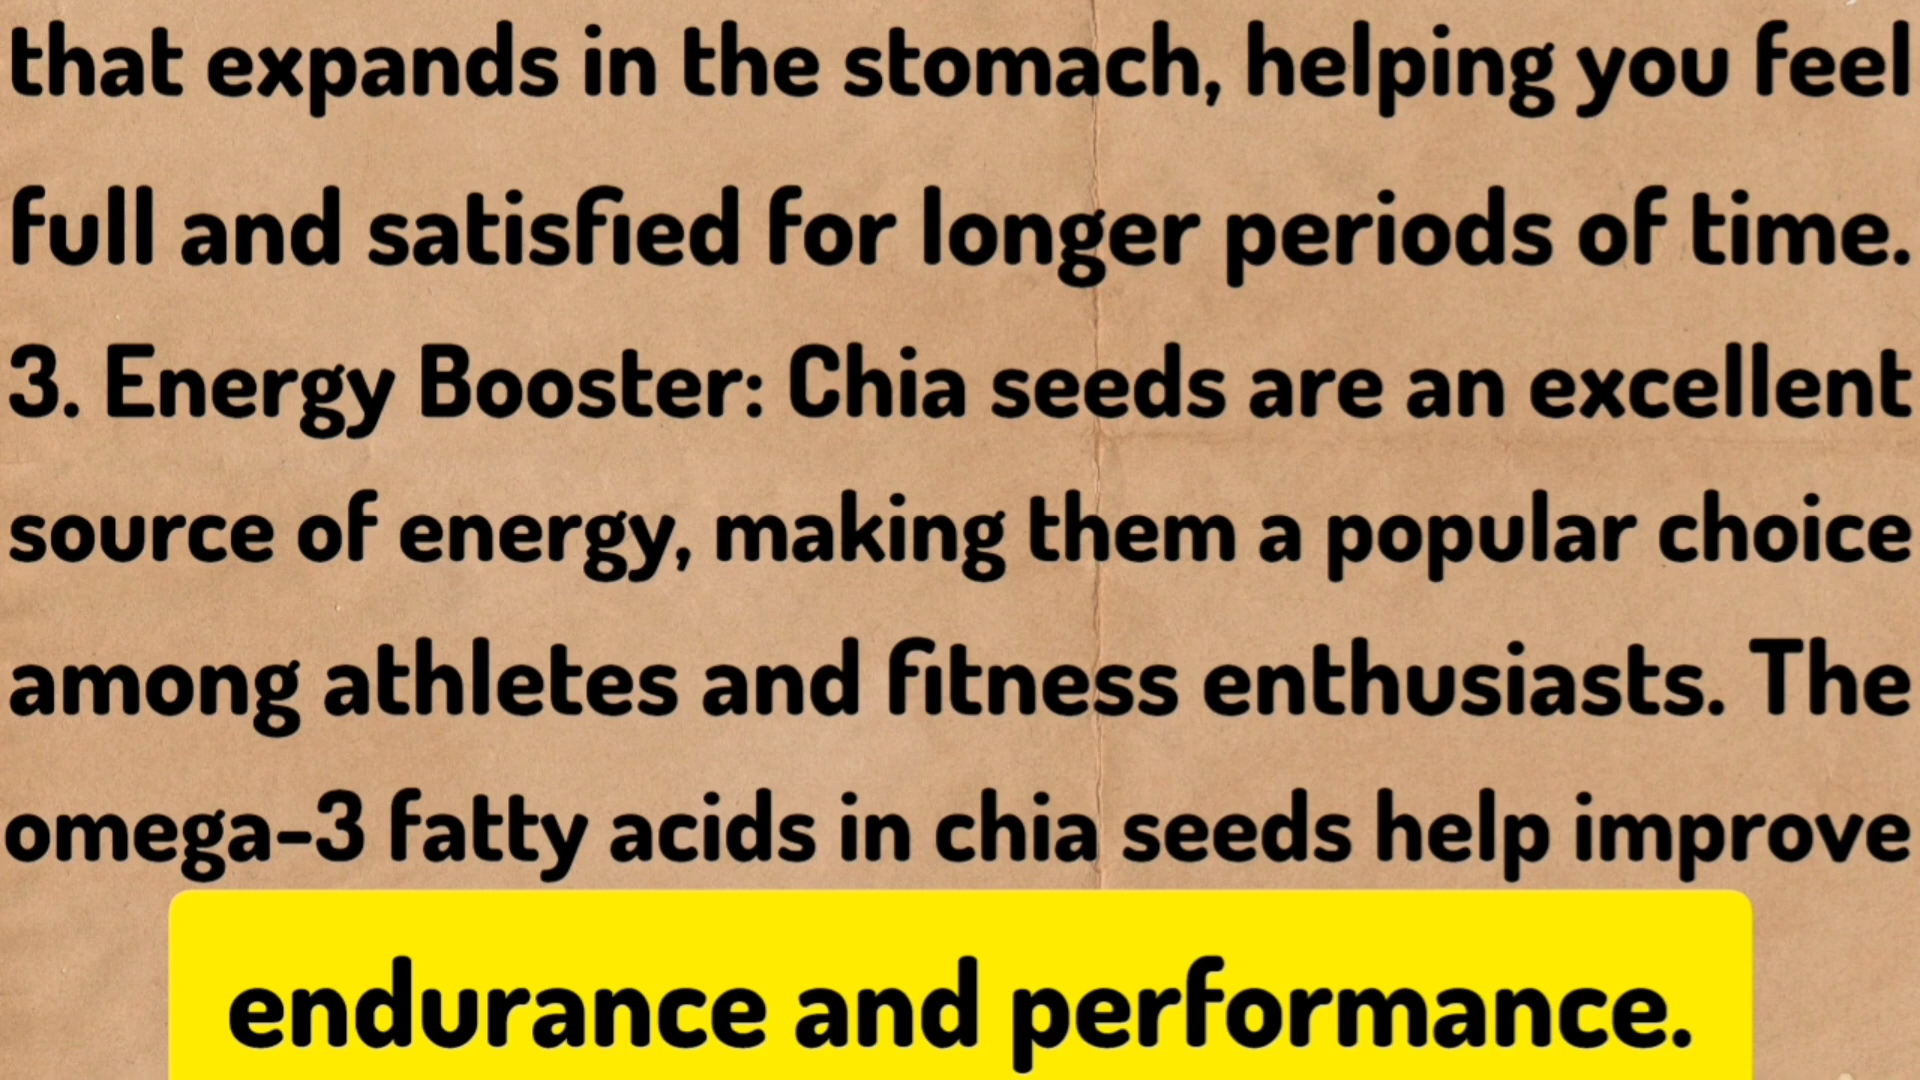 that expands in the stomach, helping you feel
full and satisfied for longer periods of time.
3. Energy Booster: Chia seeds are an excellent
source of energy, making them a popular choice
among athletes and fitness enthusiasts. The
omega-3 fatty acids in chia seeds help improve
endurance and performance.